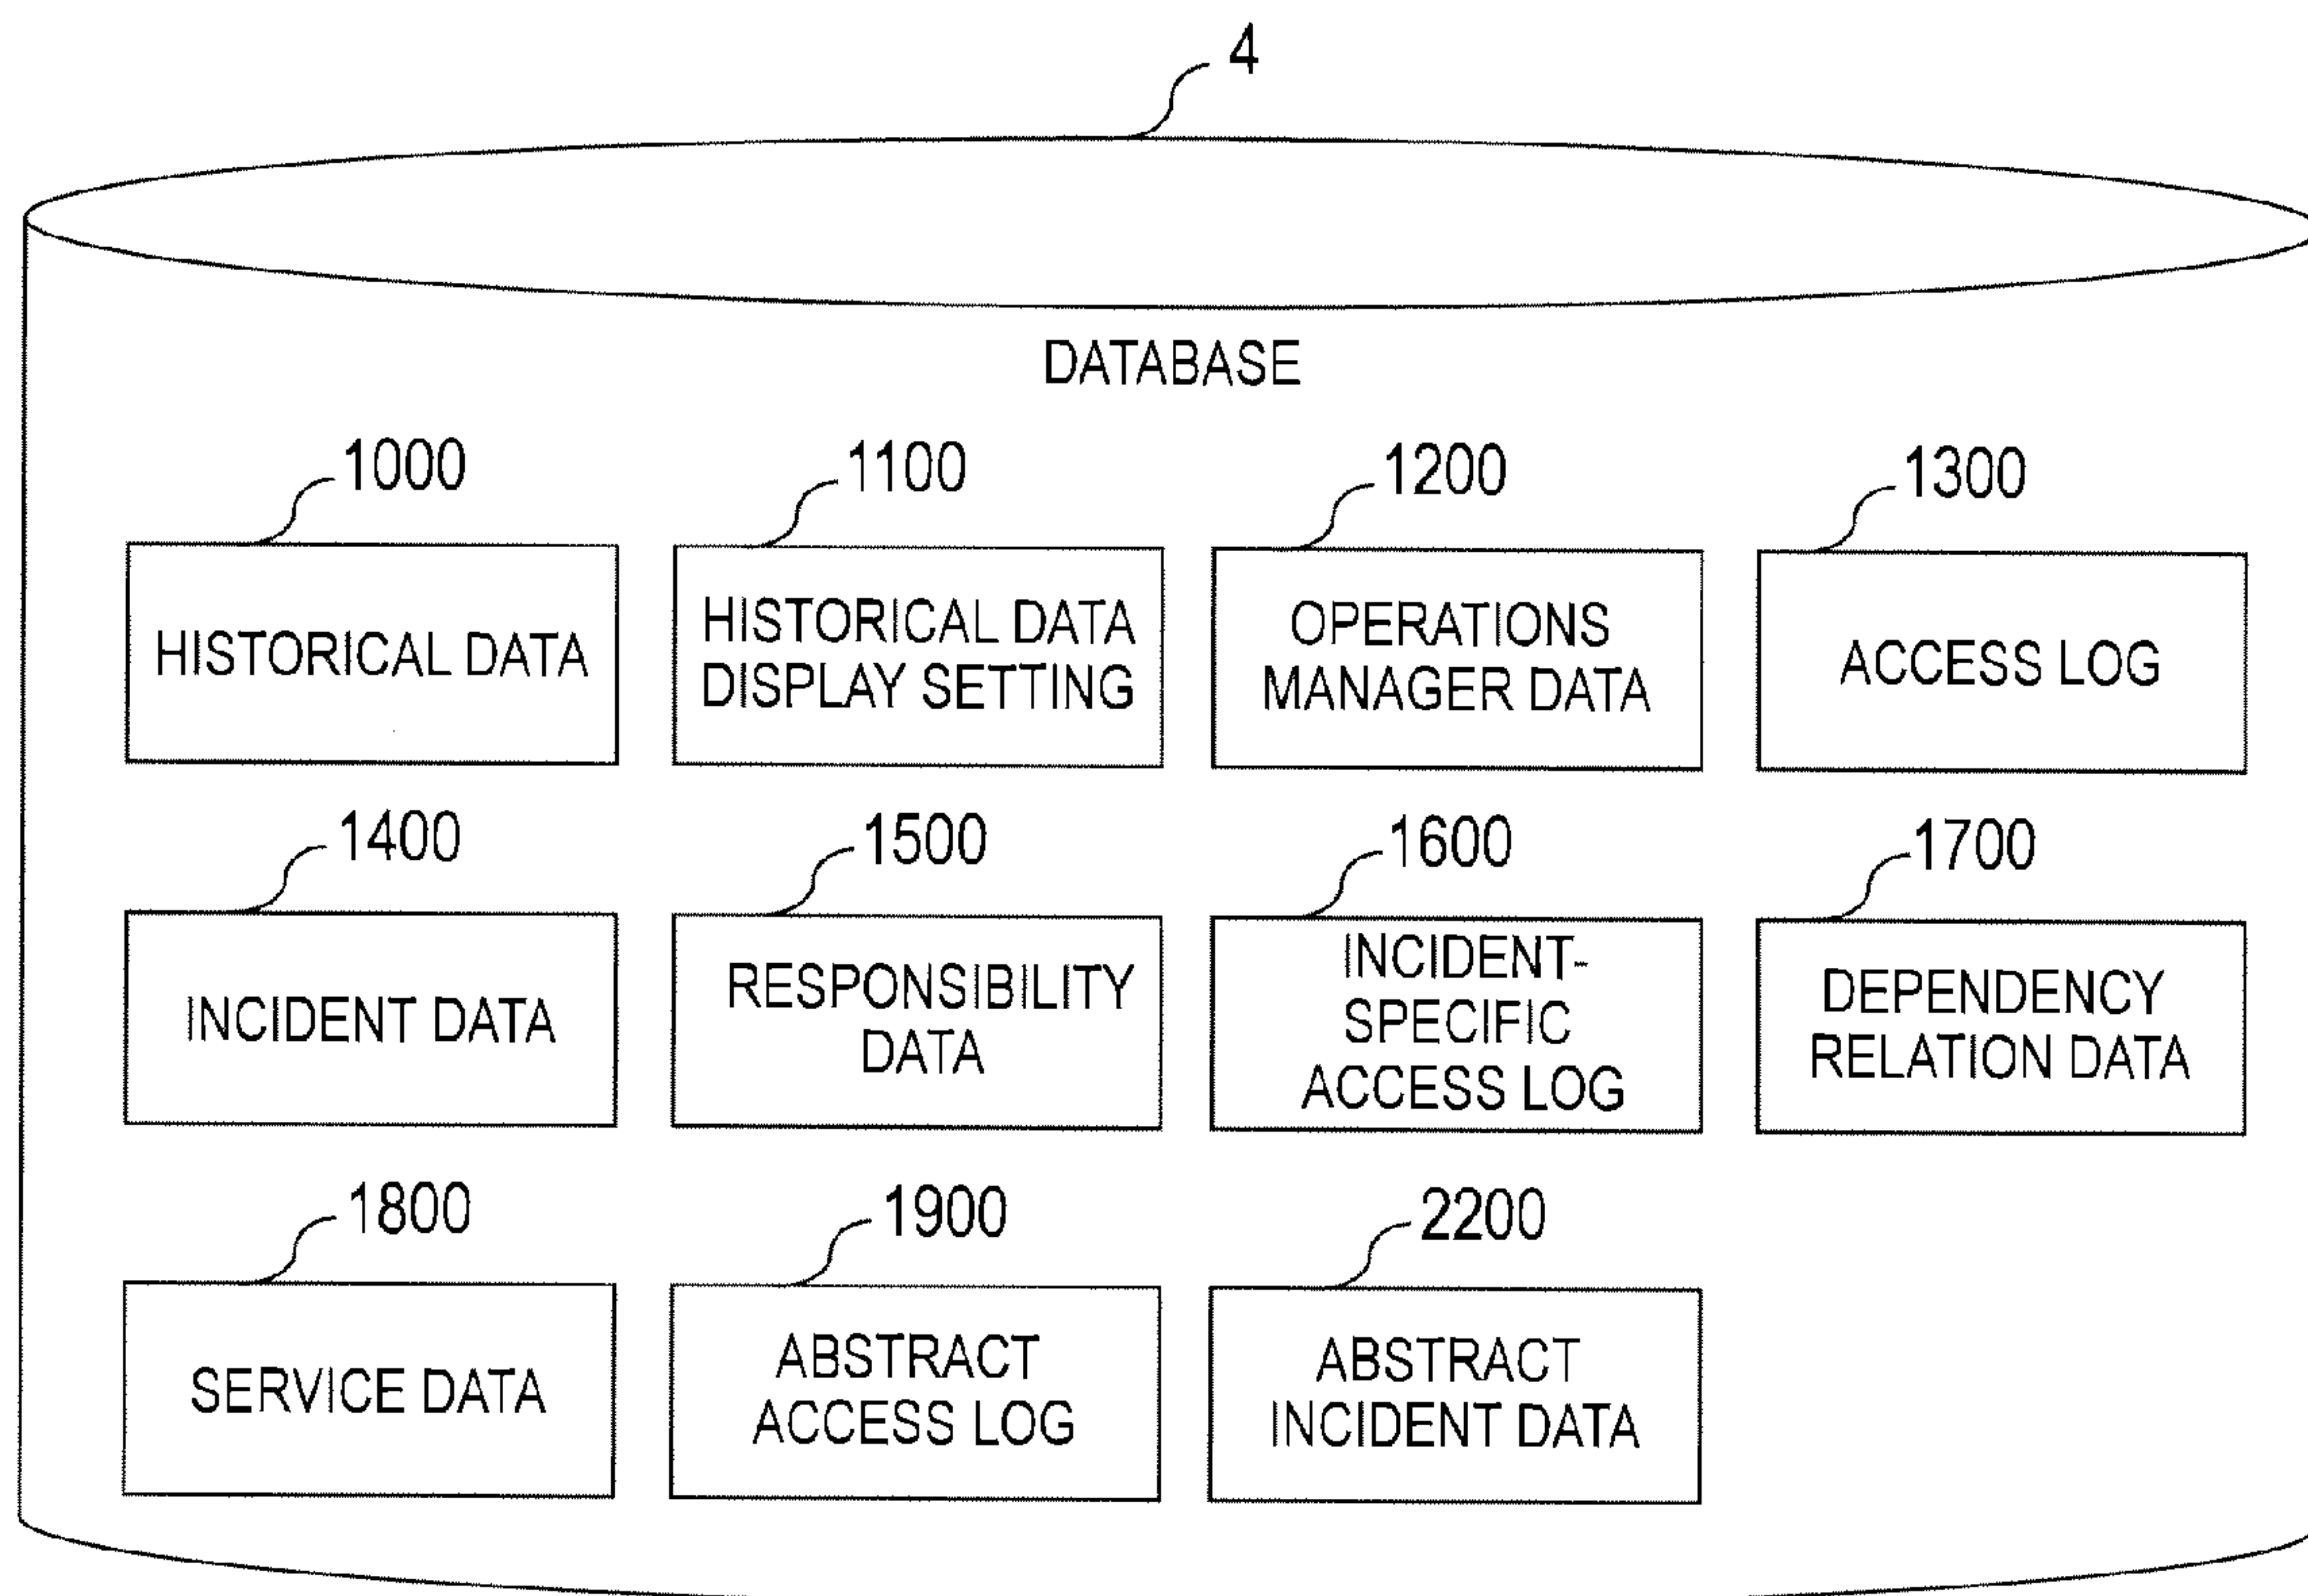 4
DATABASE
1000
1100
1200
1300
HISTORICAL DATA
HISTORICAL DATA
DISPLAY SETTING
OPERATIONS
MANAGER DATA
ACCESS LOG
1400
1500
1600
1700
INCIDENT DATA
RESPONSIBILITY
DATA
INCIDENT-
SPECIFIC
ACCESS LOG
DEPENDENCY
RELATION DATA
1800
1900
2200
SERVICE DATA
ABSTRACT
ACCESS LOG
ABSTRACT
INCIDENT DATA